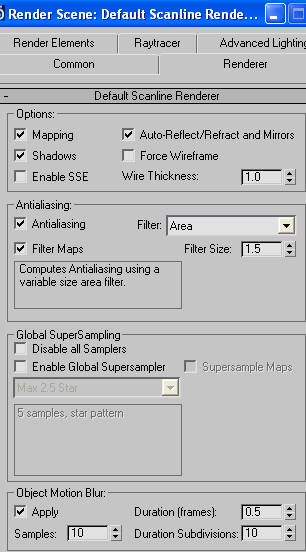 Render Scene: Default Scanline Rende...
Render Elements Raytracer Advanced Lighting
Common Renderer
- Default Scanline Renderer
Options:
Mapping Auto-Reflect/Refract and Mirrors
Shadows Force Wireframe
Enable SSE Wire Thickness: 1.0
Antialiasing:
Antialiasing Filter: Area
Filter Maps Filter Size: 1.5
Computes Antialiasing using a
variable size area filter.
Global SuperSampling
Disable all Samplers
Enable Global Supersampler Supersample Maps
Max 2.5 Star
5 samples, star pattern
Object Motion Blur:
Apply Duration (frames): 0.5
Samples: 10 Duration Subdivisions: 10